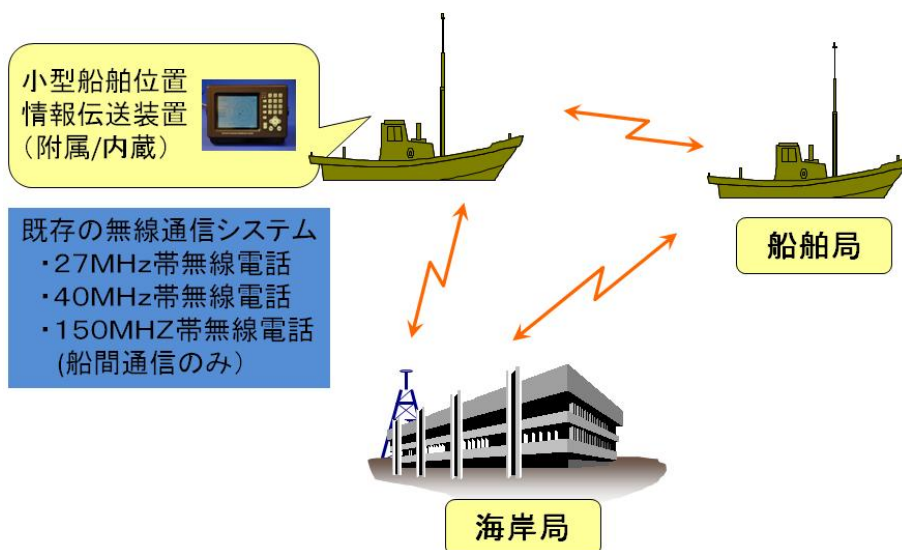 小型船舶位置
情報伝送装置
（附属/内蔵）
既存の無線通信システム
・27MHz帯無線電話
・40MHz帯無線電話
・150MHZ帯無線電話
(船間通信のみ）
船舶局
海岸局